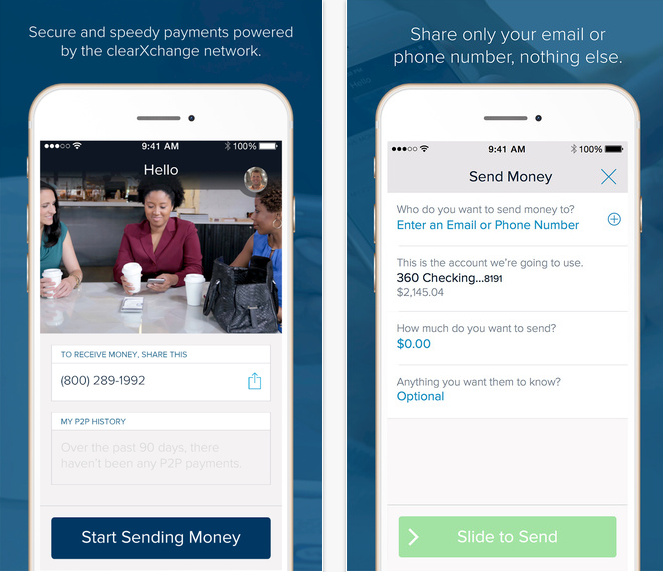 Secure and speedy payments powered
by the clearXchange network.
9:41 AM
100%
Hello
TO RECEIVE MONEY, SHARE THIS
(800) 289-1992
MY P2P HISTORY
Over the past 90 days, there
haven't been any P2P payments.
Start Sending Money
Share only your email or
phone number, nothing else.
9:41 AM
100%
Send Money
Who do you want to send money to?
Enter an Email or Phone Number
This is the account we're going to use.
360 Checking...8191
$2,145.04
How much do you want to send?
$0.00
Anything you want them to know?
Optional
Slide to Send